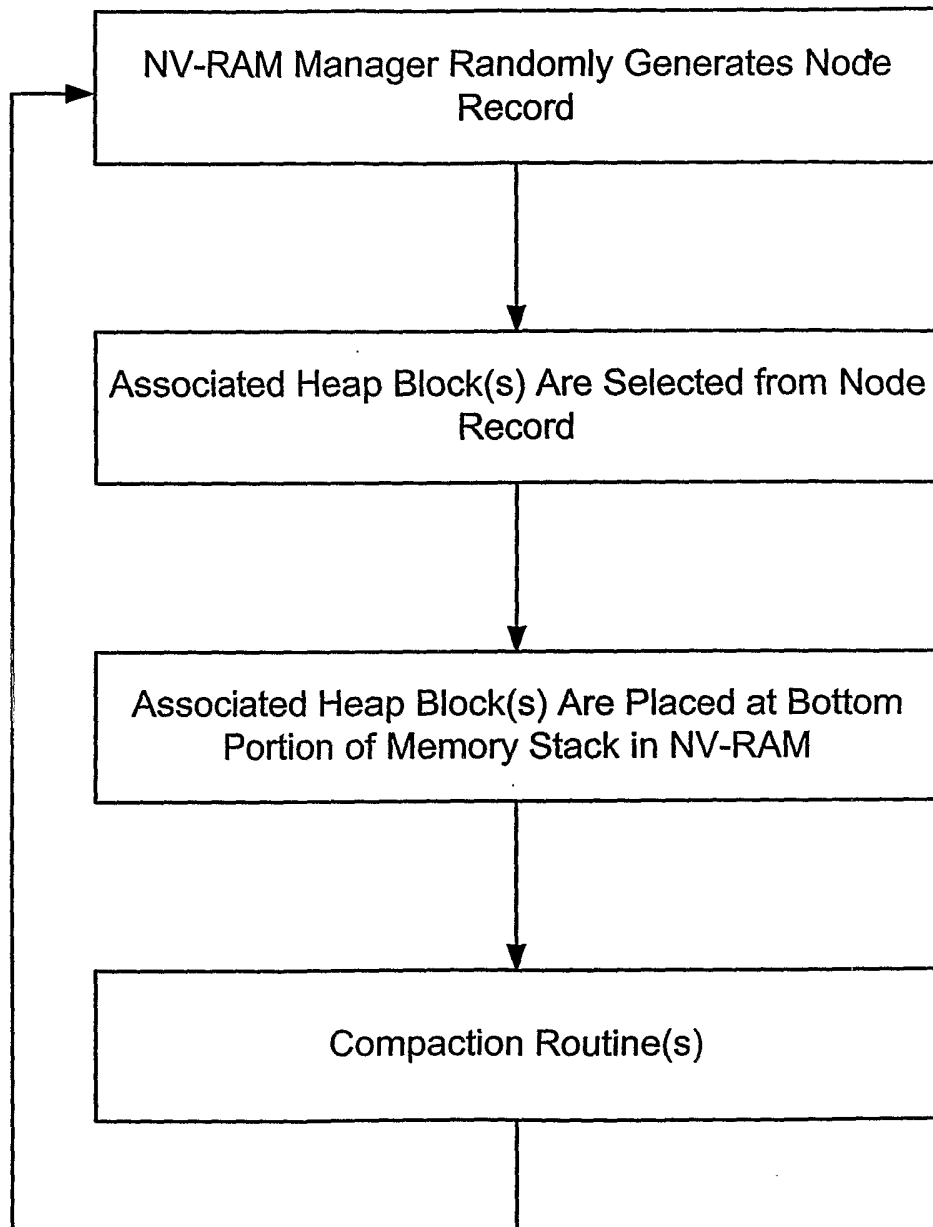 NV-RAM Manager Randomly Generates Node
Record
Associated Heap Block(s) Are Selected from Node
Record
Associated Heap Block(s) Are Placed at Bottom
Portion of Memory Stack in NV-RAM
Compaction Routine(s)